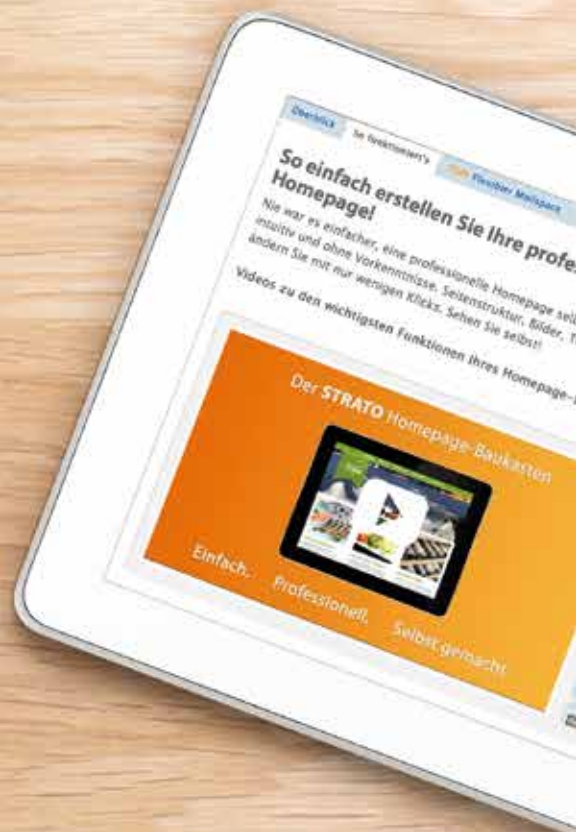 Überblick
So funktioniert's
Flexibler Mailspace
So einfach erstellen Sie Ihre profes
Homepage!
Nie war es einfacher, eine professionelle Homepage selb
intuitiv und ohne Vorkenntnisse. Seitenstruktur, Bilder, T
ändern Sie mit nur wenigen Klicks. Sehen Sie selbst!
Videos zu den wichtigsten Funktionen Ihres Homepage-
Der STRATO Homepage-Baukasten
Einfach. Professionell. Selbst gemacht.